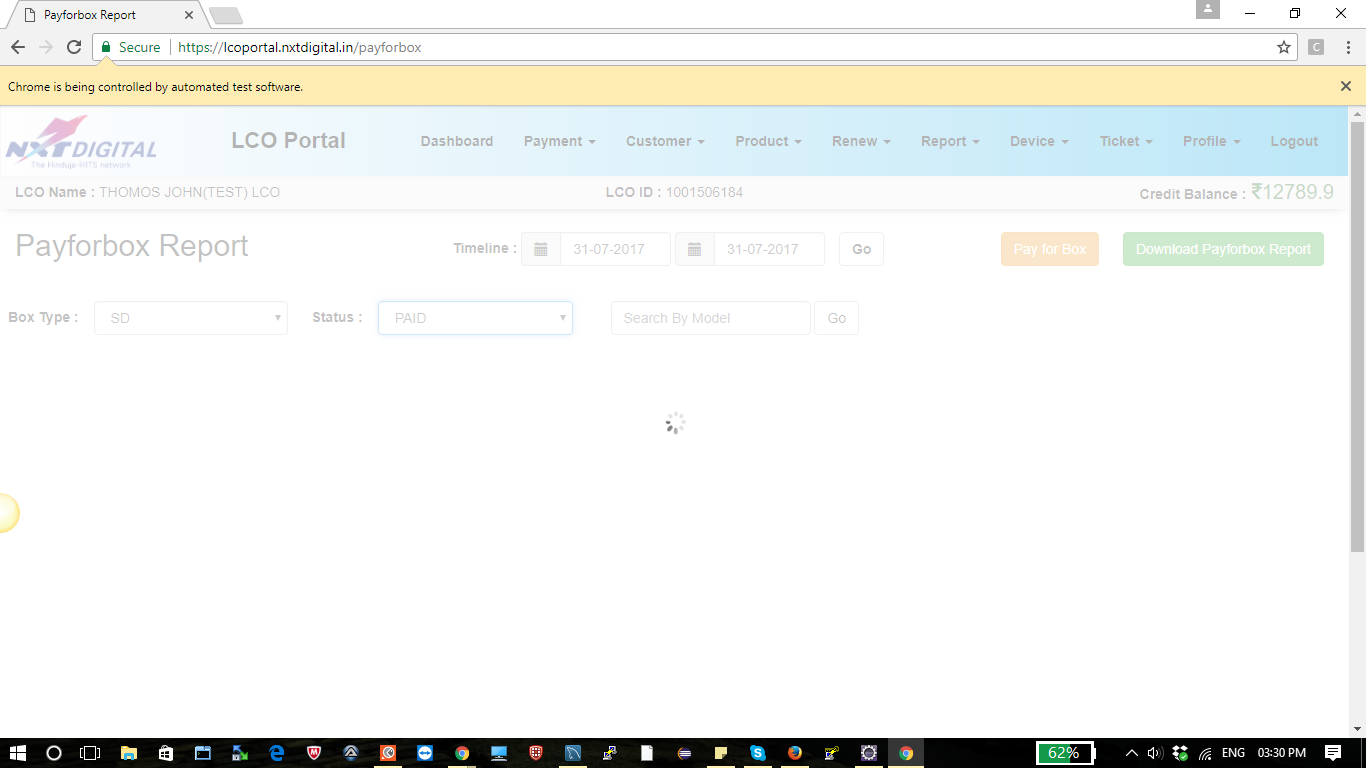 Payforbox Report
Secure https://lcoportal.nxtdigital.in/payforbox
C
Chrome is being controlled by automated test software.
NXTDIGITAL
The Hinduja-HITS network
LCO Portal Dashboard Payment Customer Product Renew Report Device Ticket Profile Logout
LCO Name : THOMOS JOHN(TEST) LCO LCO ID : 1001506184 Credit Balance : ₹12789.9
Payforbox Report Timeline : 31-07-2017 31-07-2017 Go Pay for Box Download Payforbox Report
Box Type : SD Status : PAID Search By Model Go
62% ENG 03:30 PM